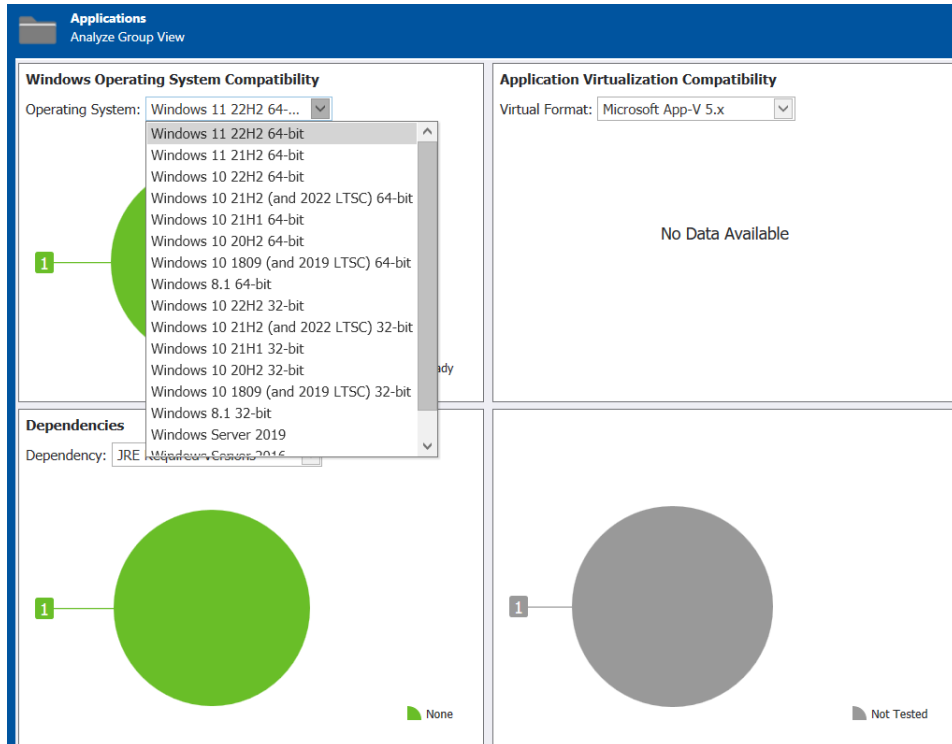 Applications
Analyze Group View
Windows Operating System Compatibility
Operating System: Windows 11 22H2 64-...
Windows 11 22H2 64-bit
Windows 11 21H2 64-bit
Windows 10 22H2 64-bit
Windows 10 21H2 (and 2022 LTSC) 64-bit
Windows 10 21H1 64-bit
Windows 10 20H2 64-bit
Windows 10 1809 (and 2019 LTSC) 64-bit
Windows 8.1 64-bit
Windows 10 22H2 32-bit
Windows 10 21H2 (and 2022 LTSC) 32-bit
Windows 10 21H1 32-bit
Windows 10 20H2 32-bit
Windows 10 1809 (and 2019 LTSC) 32-bit
Windows 8.1 32-bit
Windows Server 2019
1
ady
Application Virtualization Compatibility
Virtual Format: Microsoft App-V 5.x
No Data Available
Dependencies
Dependency: JRE
1
None
1
Not Tested